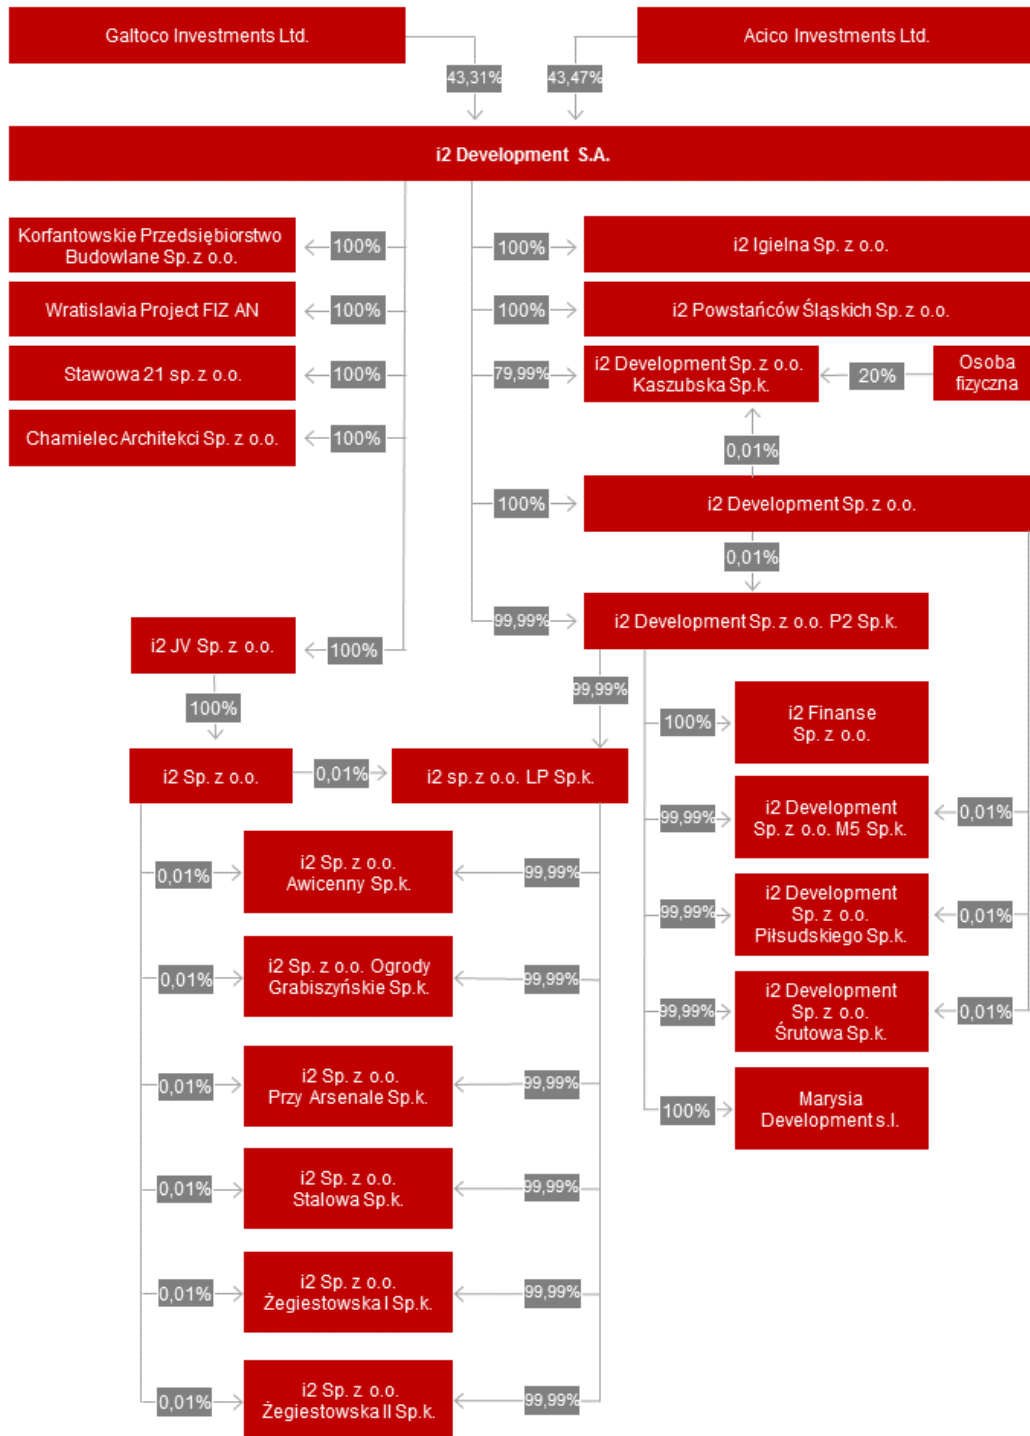 Galtoco Investments Ltd.
Acico Investments Ltd.
43,31%
43,47%
i2 Development S.A.
Korfantowskie Przedsiębiorstwo
Budowlane Sp. z o.o.
100%
100%
i2 Igielna Sp. z o.o.
Wratislavia Project FIZ AN
100%
100%
i2 Powstańców Śląskich Sp. z o.o.
Stawowa 21 sp. z o.o.
100%
79,99%
i2 Development Sp. z o.o.
Kaszubska Sp.k.
20%
Osoba
fizyczna
Chamielec Architekci Sp. z o.o.
100%
0,01%
100%
i2 Development Sp. z o.o.
0,01%
99,99%
i2 Development Sp. z o.o. P2 Sp.k.
i2 JV Sp. z o.o.
100%
99,99%
100%
100%
i2 Finanse
Sp. z o.o.
i2 Sp. z o.o.
0,01%
i2 sp. z o.o. LP Sp.k.
99,99%
i2 Development
Sp. z o.o. M5 Sp.k.
0,01%
0,01%
i2 Sp. z o.o.
Awicenny Sp.k.
99,99%
99,99%
i2 Development
Sp. z o.o.
Piłsudskiego Sp.k.
0,01%
0,01%
i2 Sp. z o.o. Ogrody
Grabiszyńskie Sp.k.
99,99%
99,99%
i2 Development
Sp. z o.o.
Śrutowa Sp.k.
0,01%
0,01%
i2 Sp. z o.o.
Przy Arsenale Sp.k.
99,99%
100%
Marysia
Development s.l.
0,01%
i2 Sp. z o.o.
Stalowa Sp.k.
99,99%
0,01%
i2 Sp. z o.o.
Żegiestowska I Sp.k.
99,99%
0,01%
i2 Sp. z o.o.
Żegiestowska II Sp.k.
99,99%